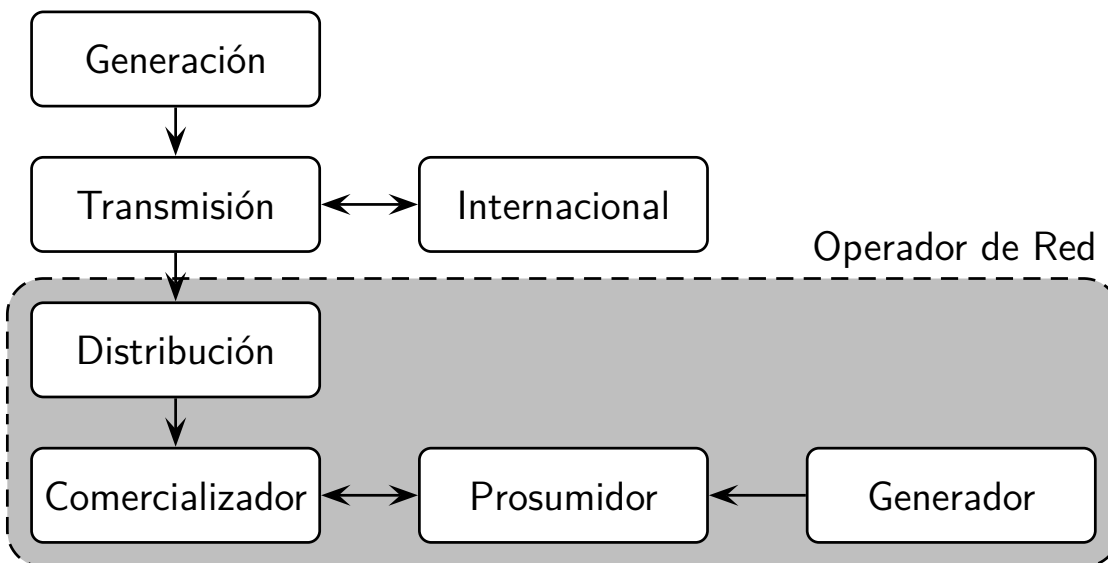 Generación
Transmisión
Internacional
Operador de Red
Distribución
Comercializador
Prosumidor
Generador